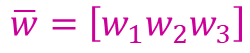 w̅ = [w₁w₂w₃]